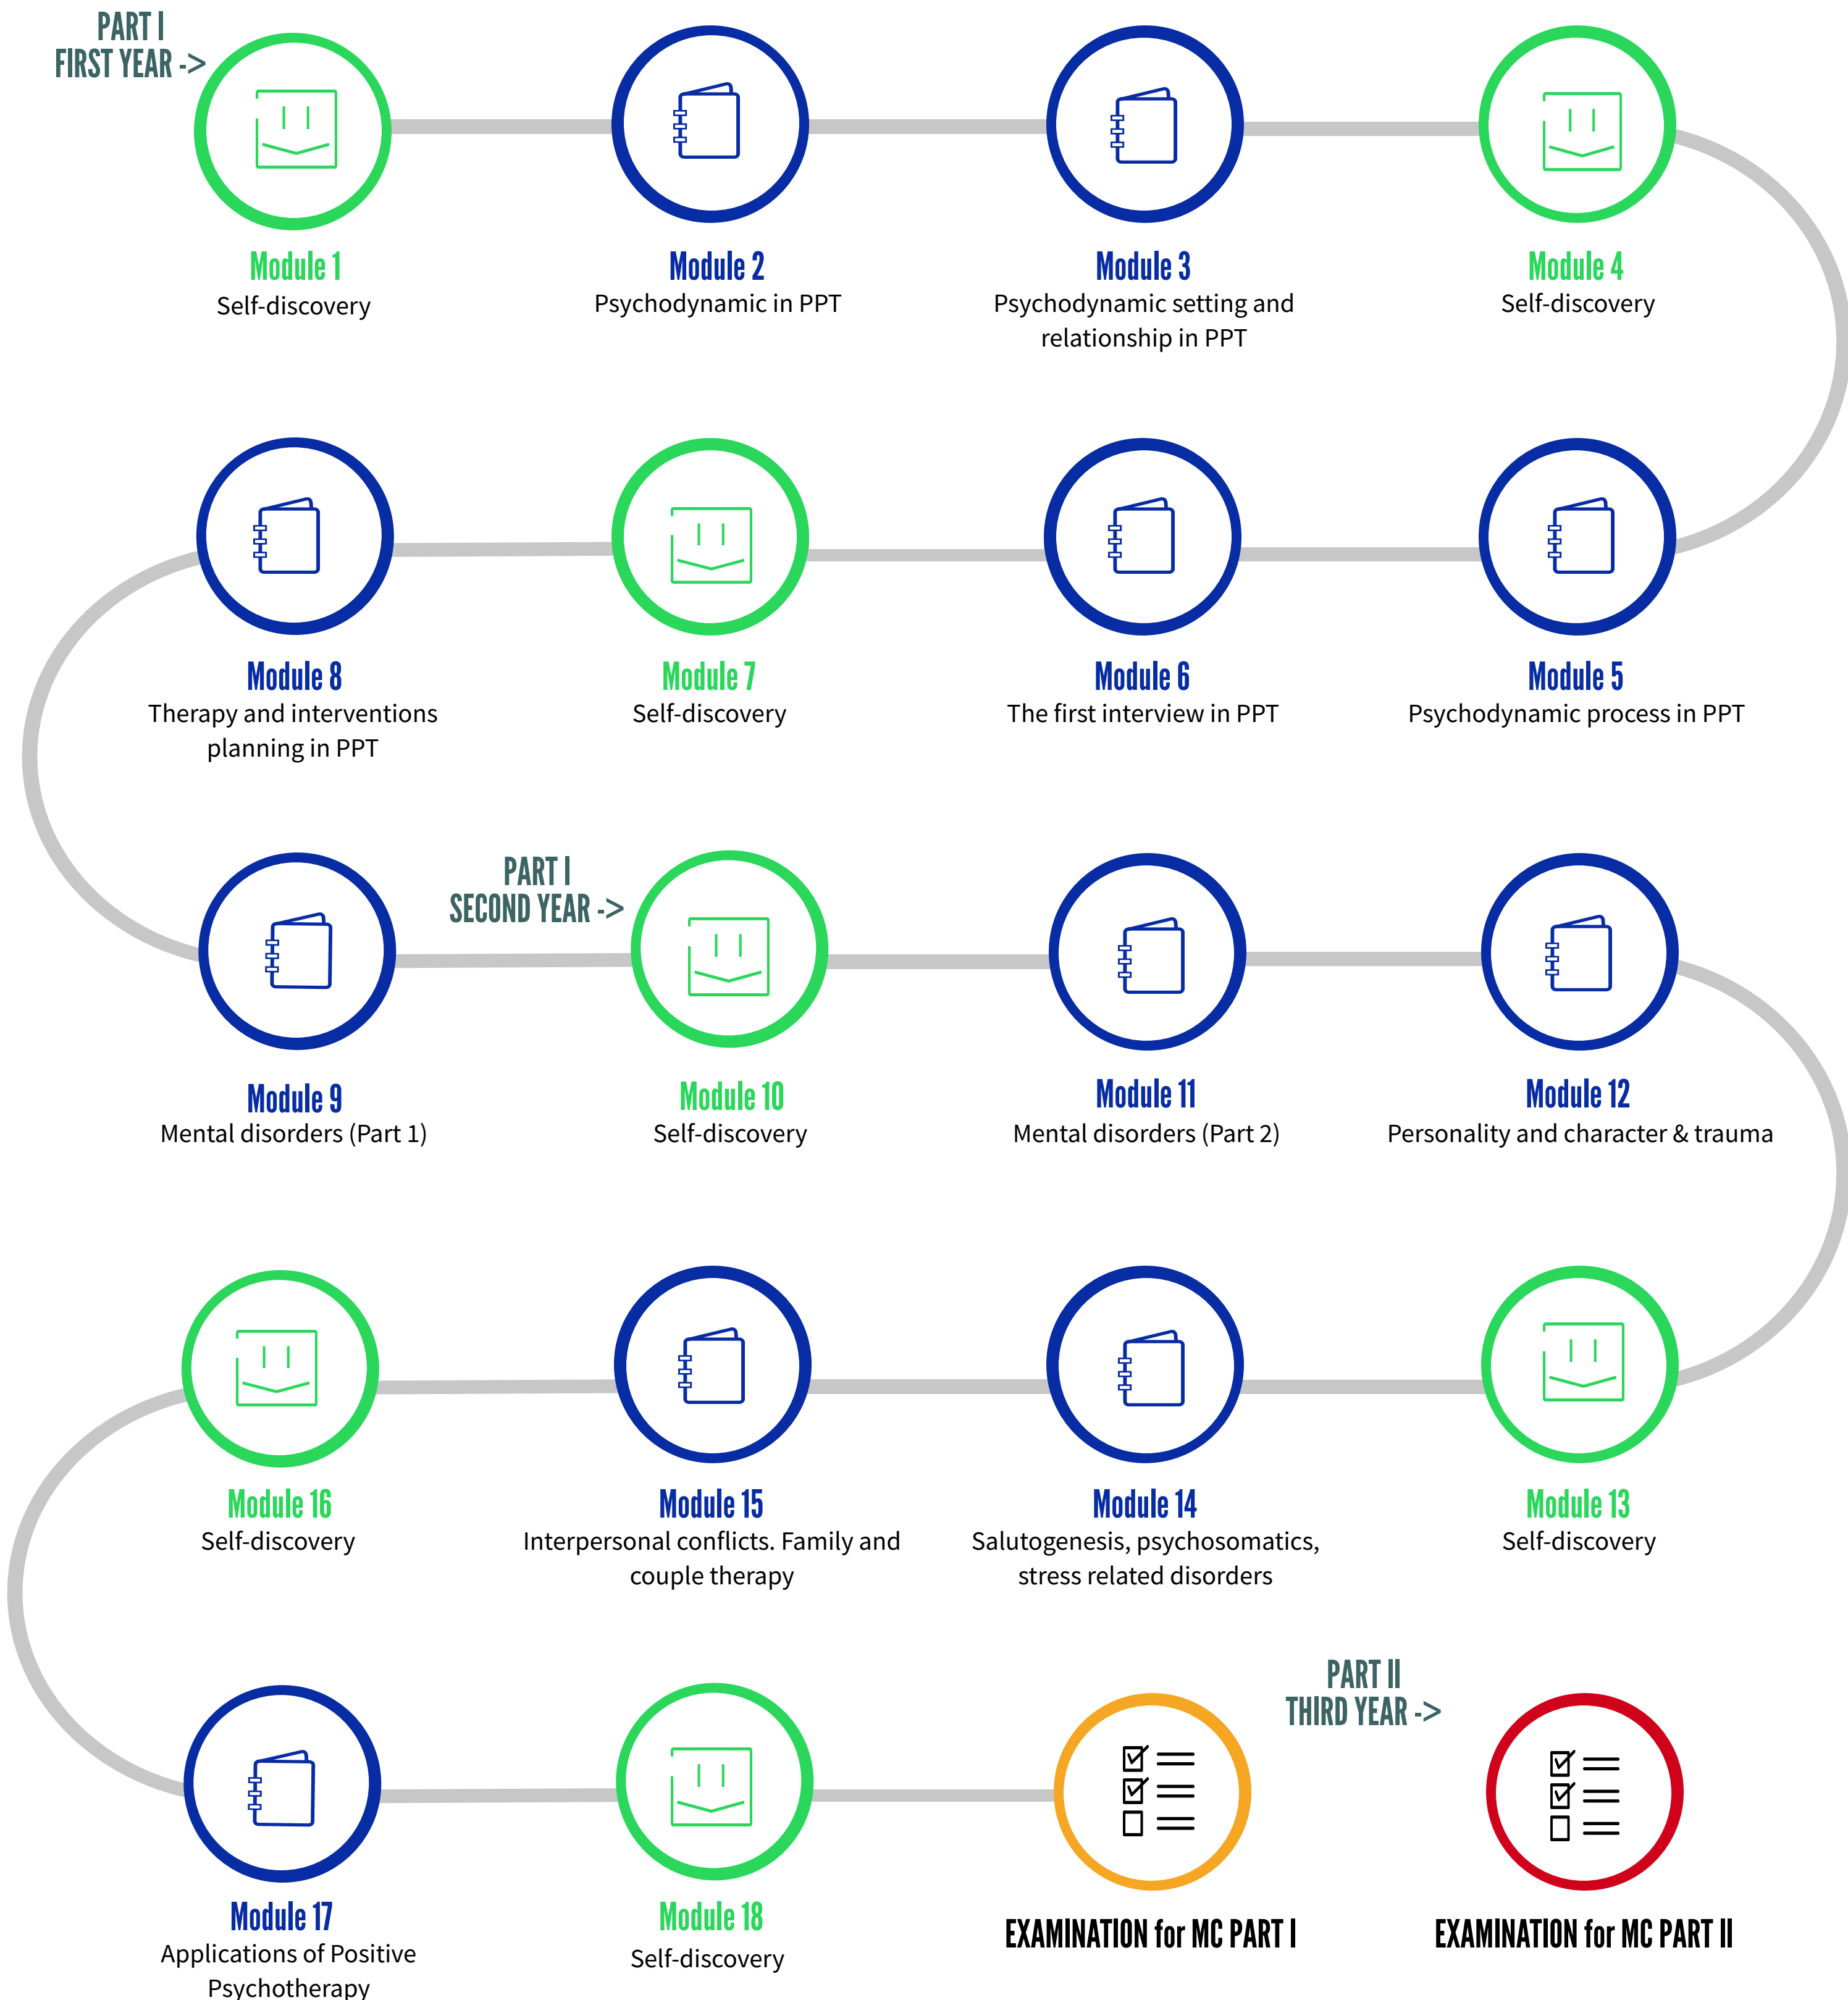 PART I
FIRST YEAR ->
Module 1
Self-discovery
Module 2
Psychodynamic in PPT
Module 3
Psychodynamic setting and
relationship in PPT
Module 4
Self-discovery
Module 8
Therapy and interventions
planning in PPT
Module 7
Self-discovery
Module 6
The first interview in PPT
Module 5
Psychodynamic process in PPT
Module 9
Mental disorders (Part 1)
PART I
SECOND YEAR ->
Module 10
Self-discovery
Module 11
Mental disorders (Part 2)
Module 12
Personality and character & trauma
Module 16
Self-discovery
Module 15
Interpersonal conflicts. Family and
couple therapy
Module 14
Salutogenesis, psychosomatics,
stress related disorders
Module 13
Self-discovery
Module 17
Applications of Positive
Psychotherapy
Module 18
Self-discovery
EXAMINATION for MC PART I
PART II
THIRD YEAR ->
EXAMINATION for MC PART II